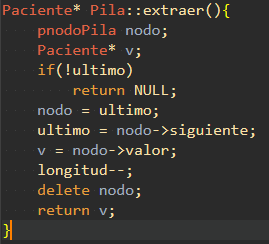 Paciente* Pila::extraer(){
    pnodoPila nodo;
    Paciente* v;
    if(!ultimo)
        return NULL;
    nodo = ultimo;
    ultimo = nodo->siguiente;
    v = nodo->valor;
    longitud--;
    delete nodo;
    return v;
}